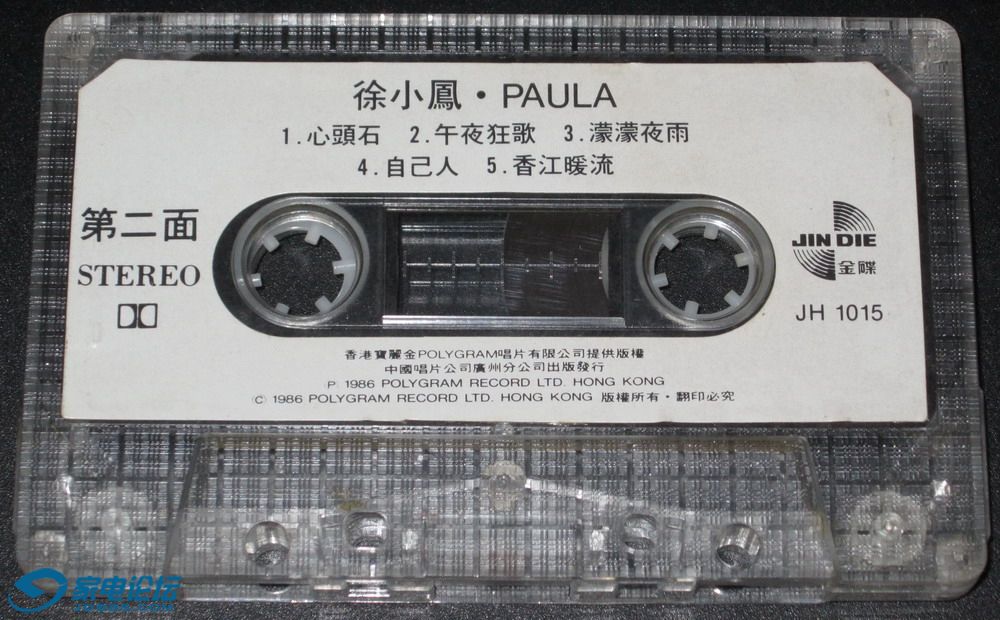 徐小鳳・PAULA
1.心頭石 2.午夜狂歌 3.濛濛夜雨
4.自己人 5.香江暖流
第二面
STEREO
JIN DIE
金碟
JH 1015
香港寶麗金POLYGRAM唱片有限公司提供版權
中國唱片公司廣州分公司出版發行
Ⓟ 1986 POLYGRAM RECORD LTD. HONG KONG
Ⓒ 1986 POLYGRAM RECORD LTD. HONG KONG 版權所有・翻印必究
家电论坛
JDBBS.COM